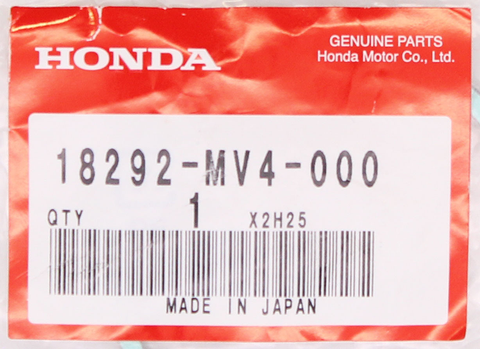 HONDA
GENUINE PARTS
Honda Motor Co., Ltd.
18292-MV4-000
QTY 1 X2H25
MADE IN JAPAN